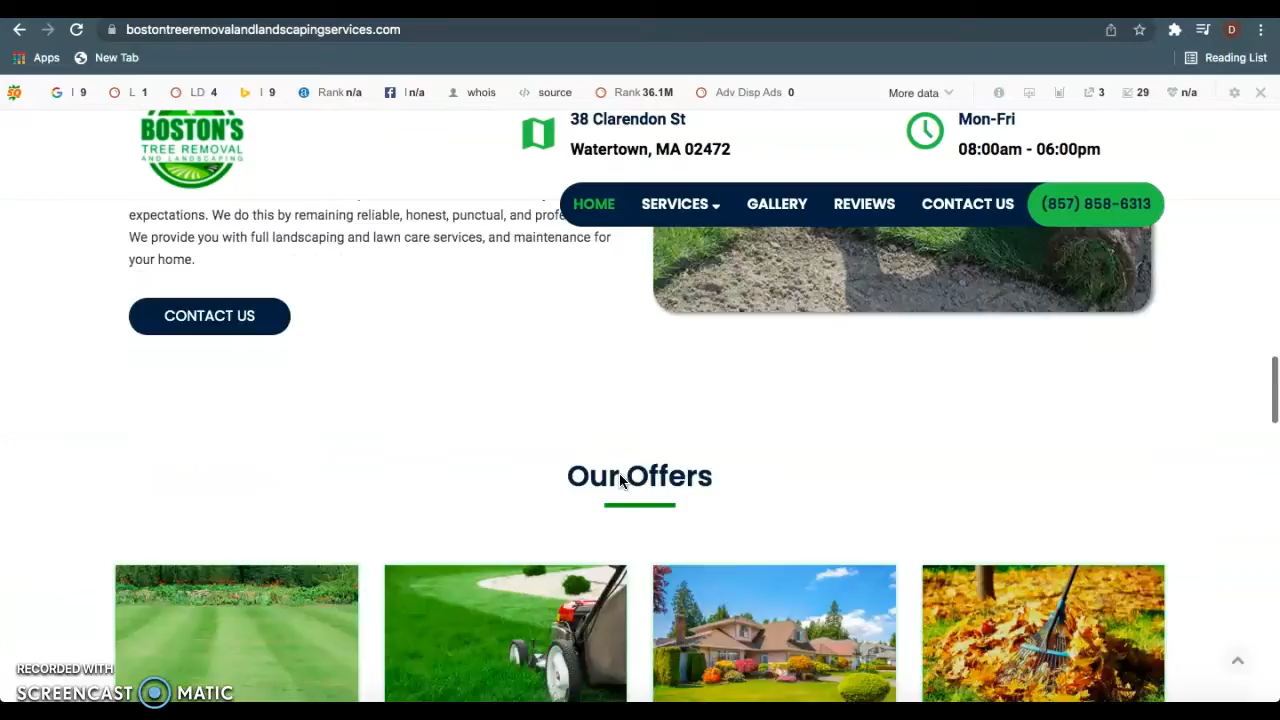 bostontreeremovalandlandscapingservices.com
D
Apps New Tab Reading List
I 9 L 1 LD 4 I 9 Rank n/a I n/a whois source Rank 36.1M Adv Disp Ads 0 More data 3 29 n/a
BOSTON'S
TREE REMOVAL
AND LANDSCAPING
38 Clarendon St
Watertown, MA 02472
Mon-Fri
08:00am - 06:00pm
HOME SERVICES GALLERY REVIEWS CONTACT US (857) 858-6313
expectations. We do this by remaining reliable, honest, punctual, and
We provide you with full landscaping and lawn care services, and maintenance for
your home.
CONTACT US
Our Offers
RECORDED WITH
SCREENCAST MATIC